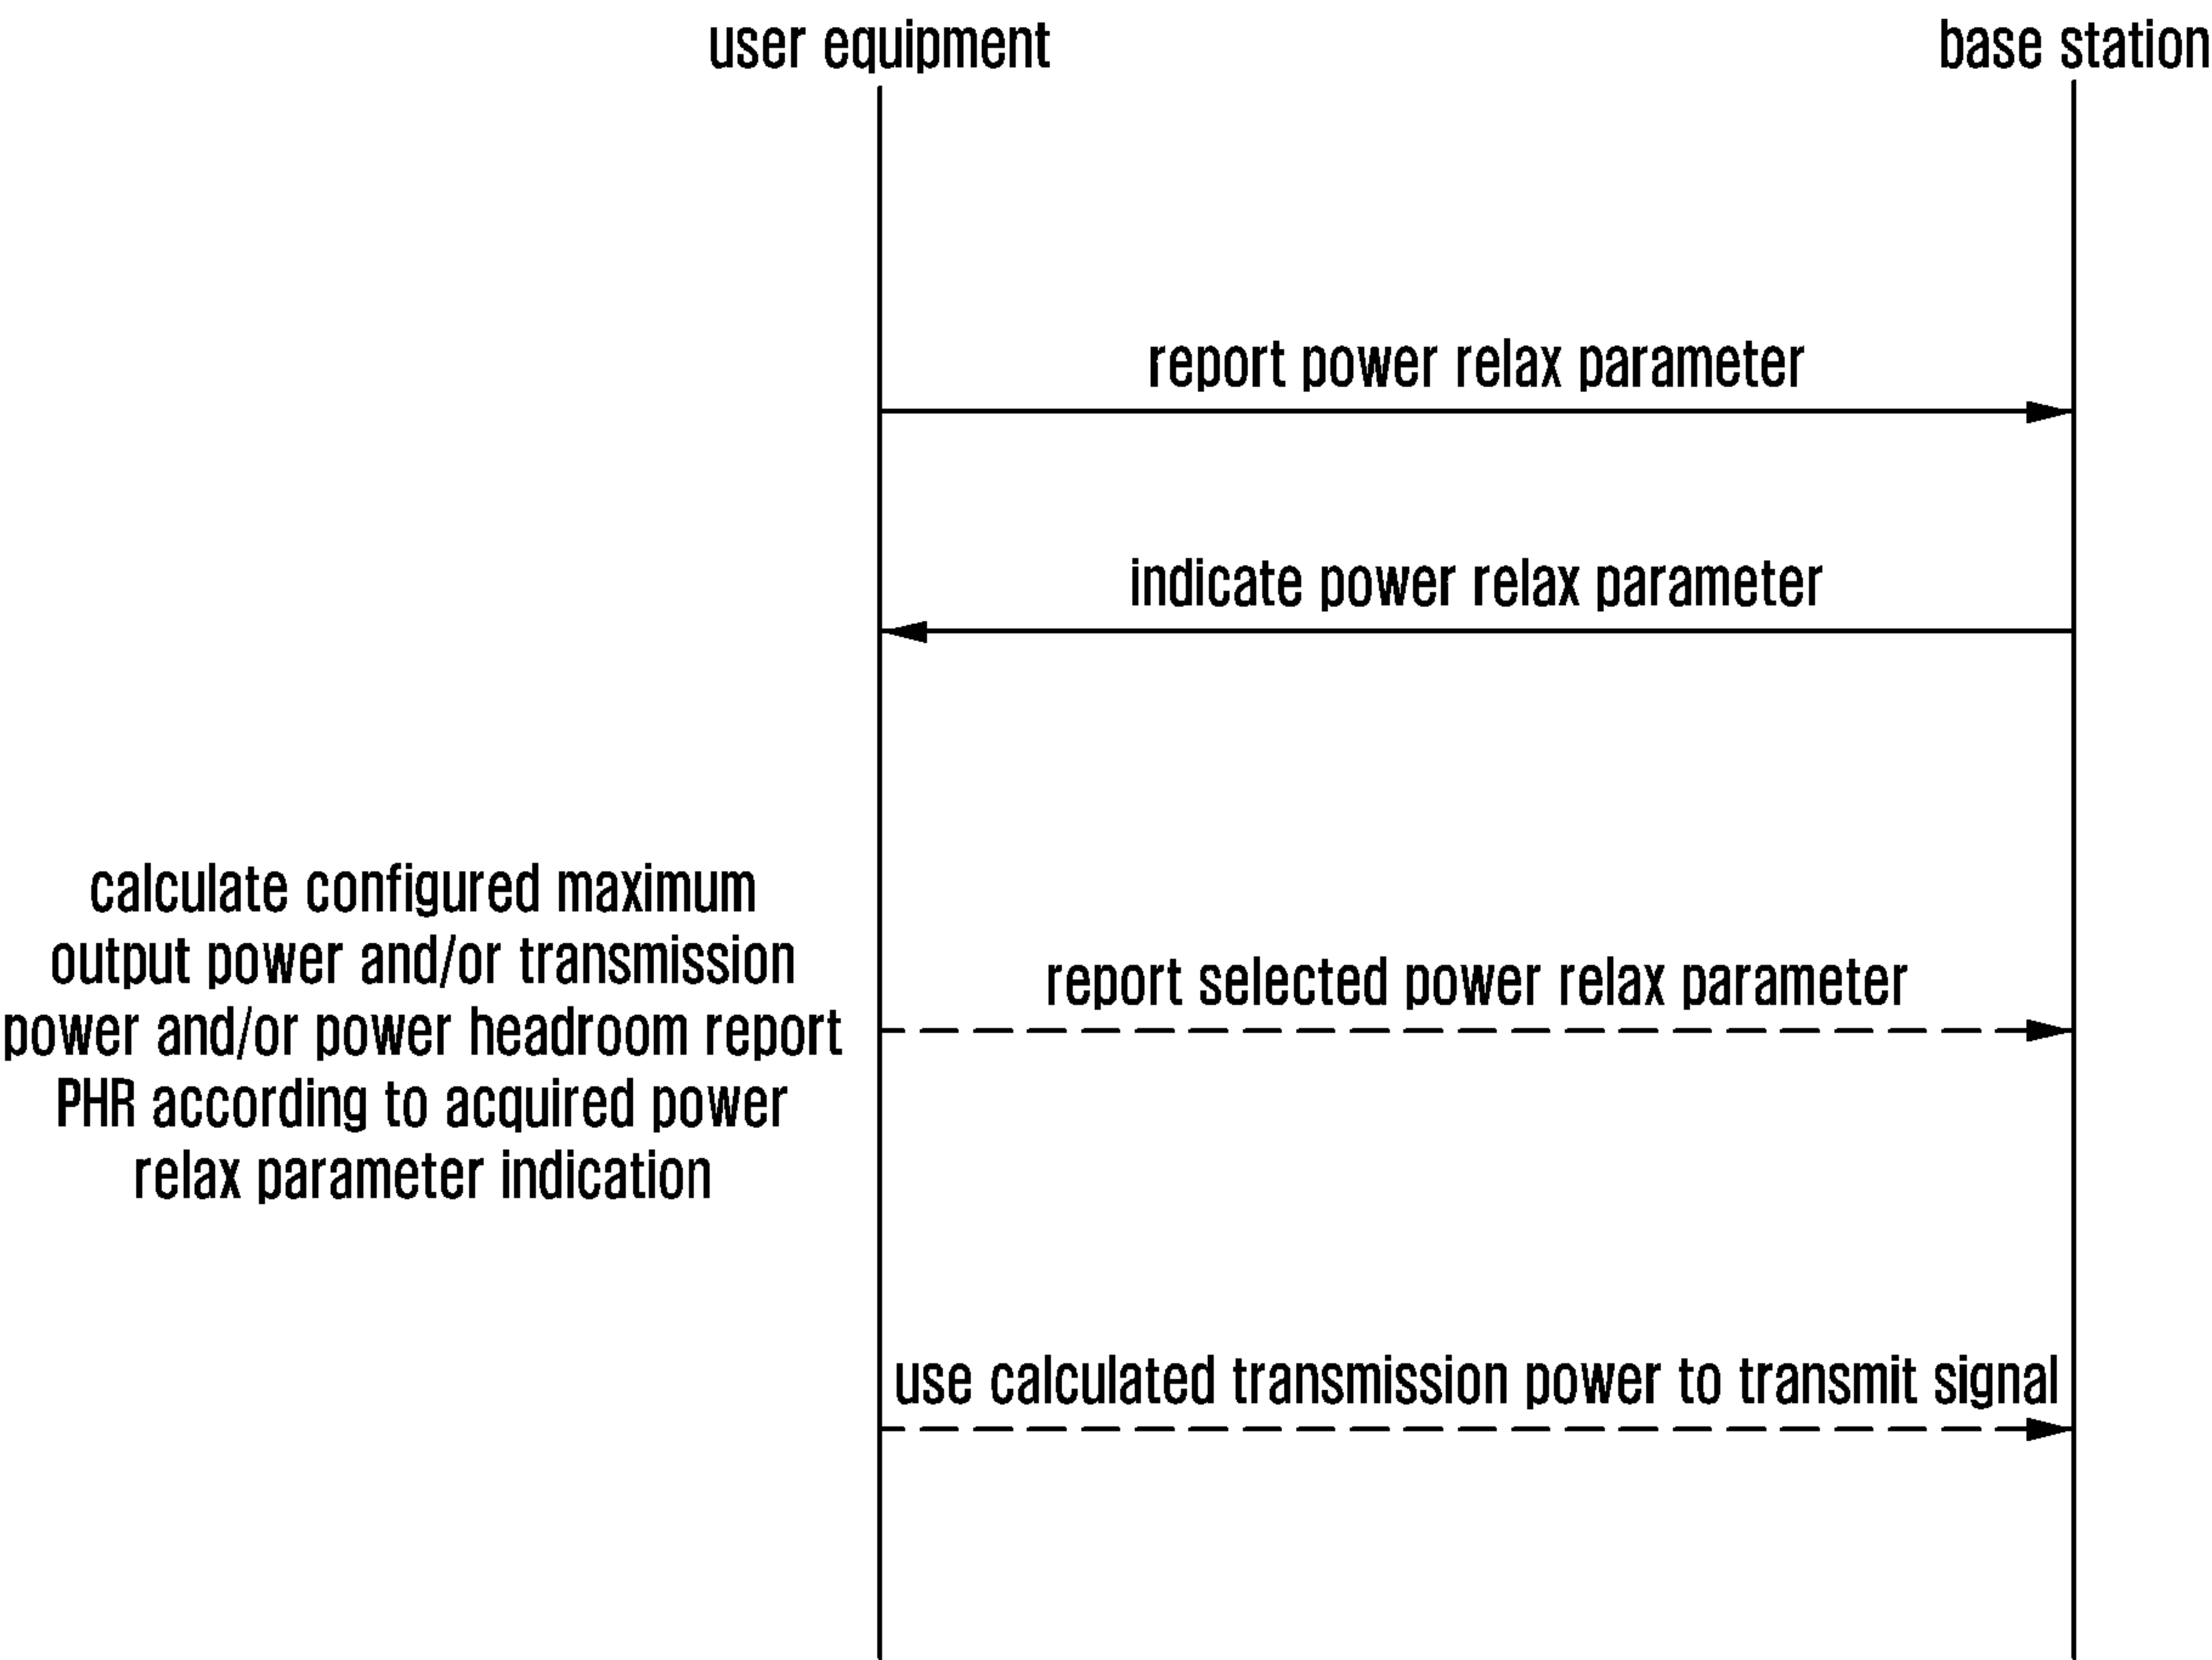 user equipment
base station
report power relax parameter
indicate power relax parameter
calculate configured maximum
output power and/or transmission
power and/or power headroom report
PHR according to acquired power
relax parameter indication
report selected power relax parameter
use calculated transmission power to transmit signal